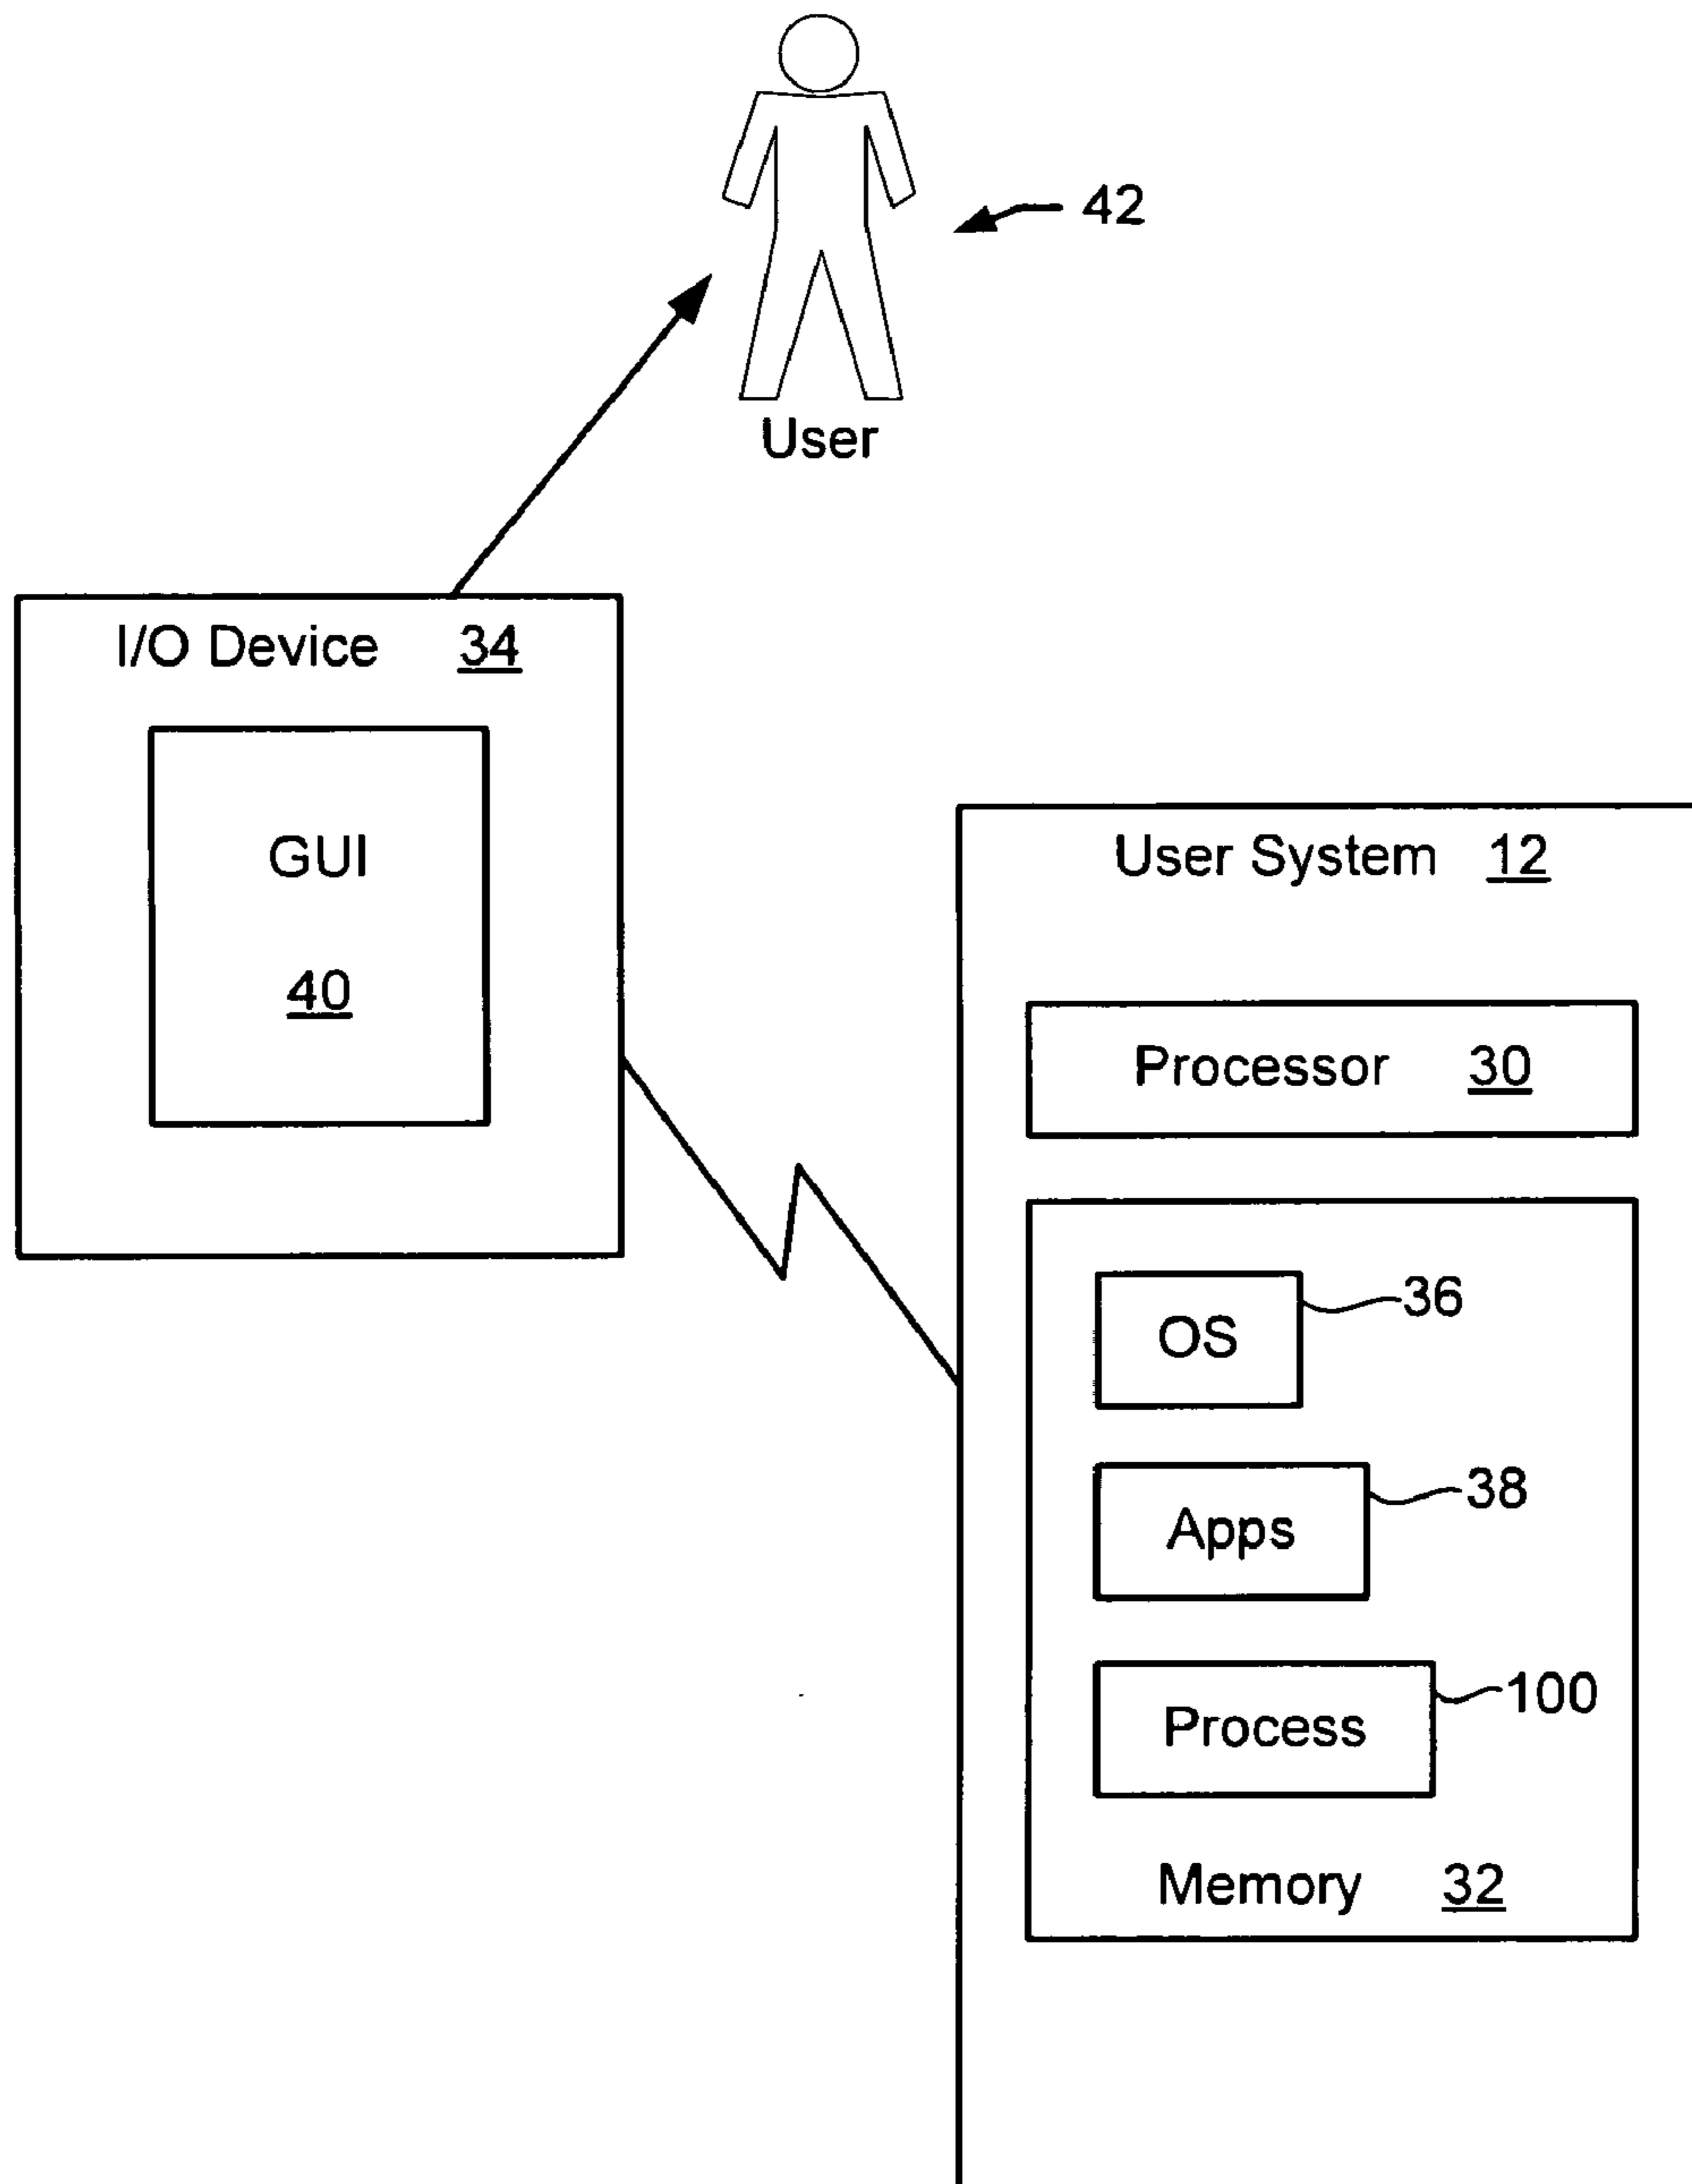 42
User
I/O Device 34
GUI
40
User System 12
Processor 30
OS
36
Apps
38
Process
100
Memory 32